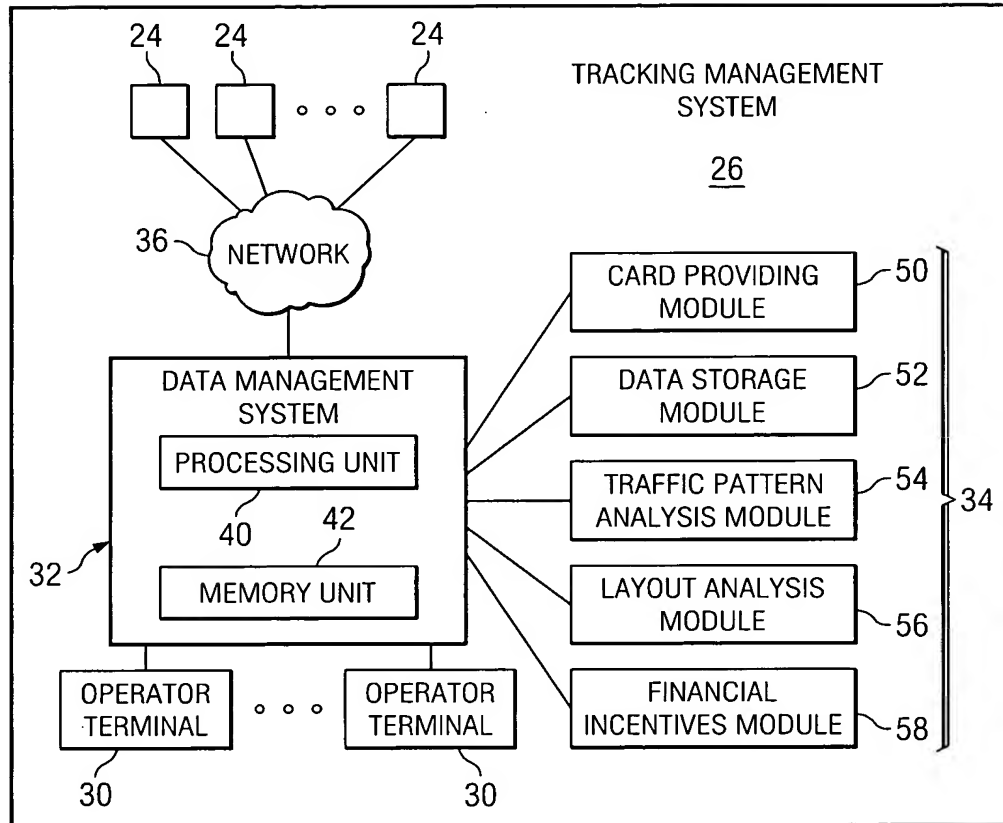 24
24
24
TRACKING MANAGEMENT
SYSTEM
26
36
NETWORK
CARD PROVIDING
MODULE
50
DATA MANAGEMENT
SYSTEM
DATA STORAGE
MODULE
52
PROCESSING UNIT
40
42
TRAFFIC PATTERN
ANALYSIS MODULE
54
34
32
MEMORY UNIT
LAYOUT ANALYSIS
MODULE
56
OPERATOR
TERMINAL
OPERATOR
TERMINAL
FINANCIAL
INCENTIVES MODULE
58
30
30